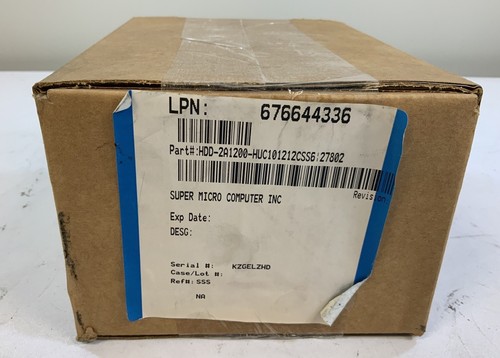 LPN: 676644336
Part#:HDD-2A1200-HUC101212CSS6:27802
Revision
SUPER MICRO COMPUTER INC
Exp Date:
DESG:
Serial #: KZGELZHD
Case/Lot #:
Ref#: SSS
NA